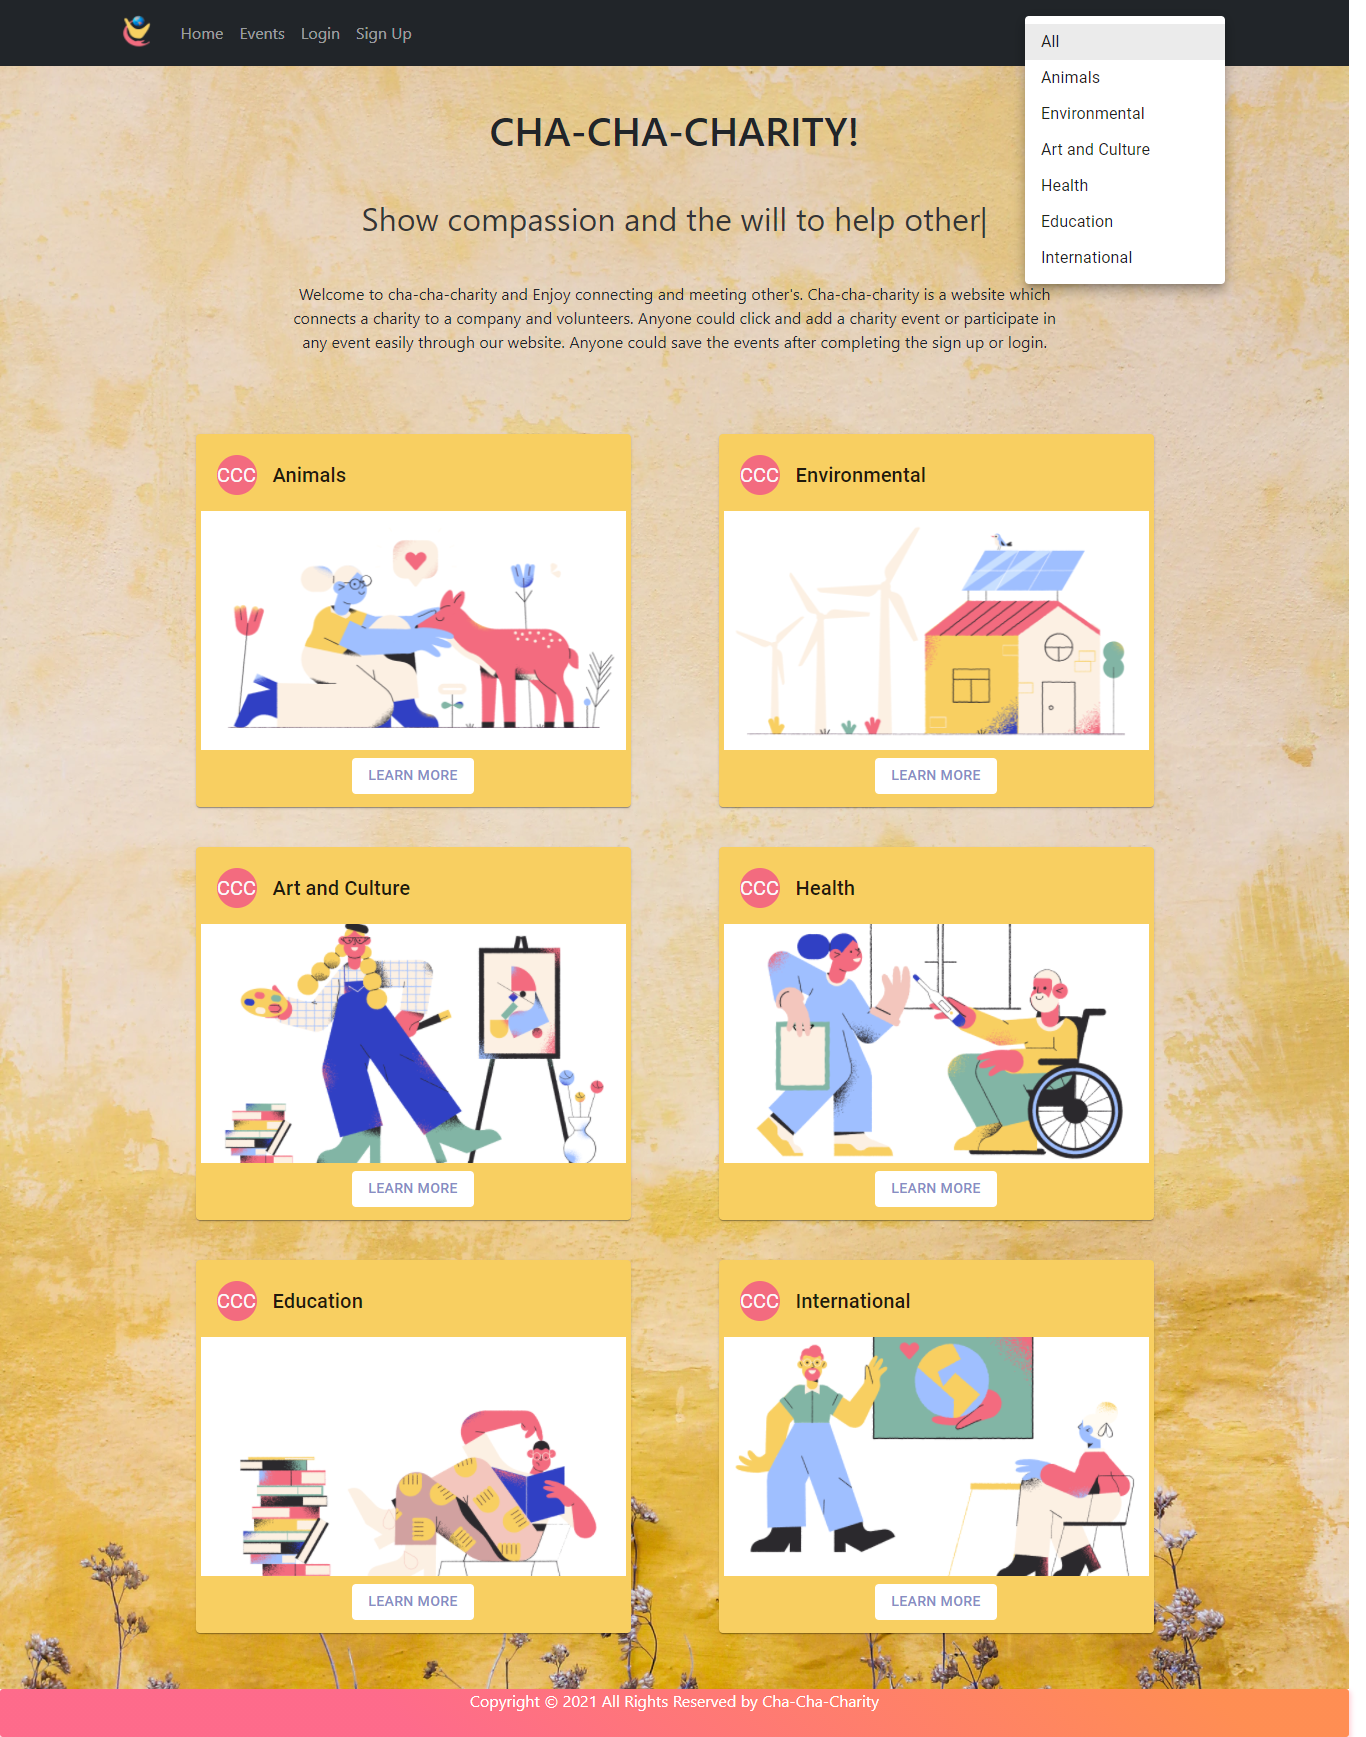 Home Events Login Sign Up
All
Animals
Environmental
Art and Culture
Health
Education
International
CHA-CHA-CHARITY!
Show compassion and the will to help other|
Welcome to cha-cha-charity and Enjoy connecting and meeting other's. Cha-cha-charity is a website which
connects a charity to a company and volunteers. Anyone could click and add a charity event or participate in
any event easily through our website. Anyone could save the events after completing the sign up or login.
CCC Animals
LEARN MORE
CCC Environmental
LEARN MORE
CCC Art and Culture
LEARN MORE
CCC Health
LEARN MORE
CCC Education
LEARN MORE
CCC International
LEARN MORE
Copyright © 2021 All Rights Reserved by Cha-Cha-Charity